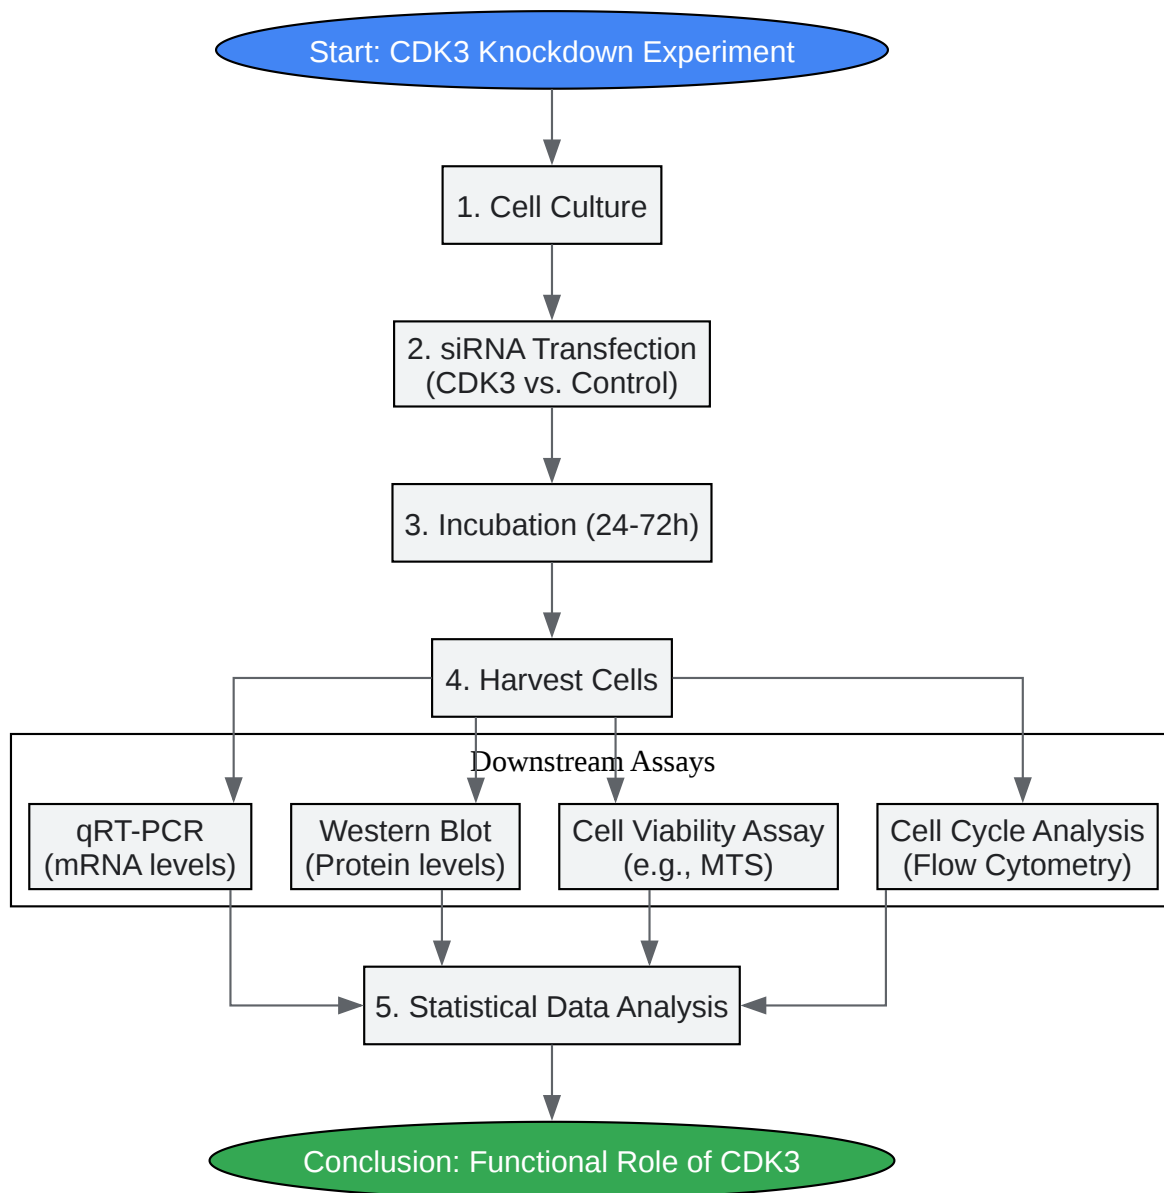 Start: CDK3 Knockdown Experiment
1. Cell Culture
2. siRNA Transfection
(CDK3 vs. Control)
3. Incubation (24-72h)
4. Harvest Cells
Downstream Assays
qRT-PCR
(mRNA levels)
Western Blot
(Protein levels)
Cell Viability Assay
(e.g., MTS)
Cell Cycle Analysis
(Flow Cytometry)
5. Statistical Data Analysis
Conclusion: Functional Role of CDK3